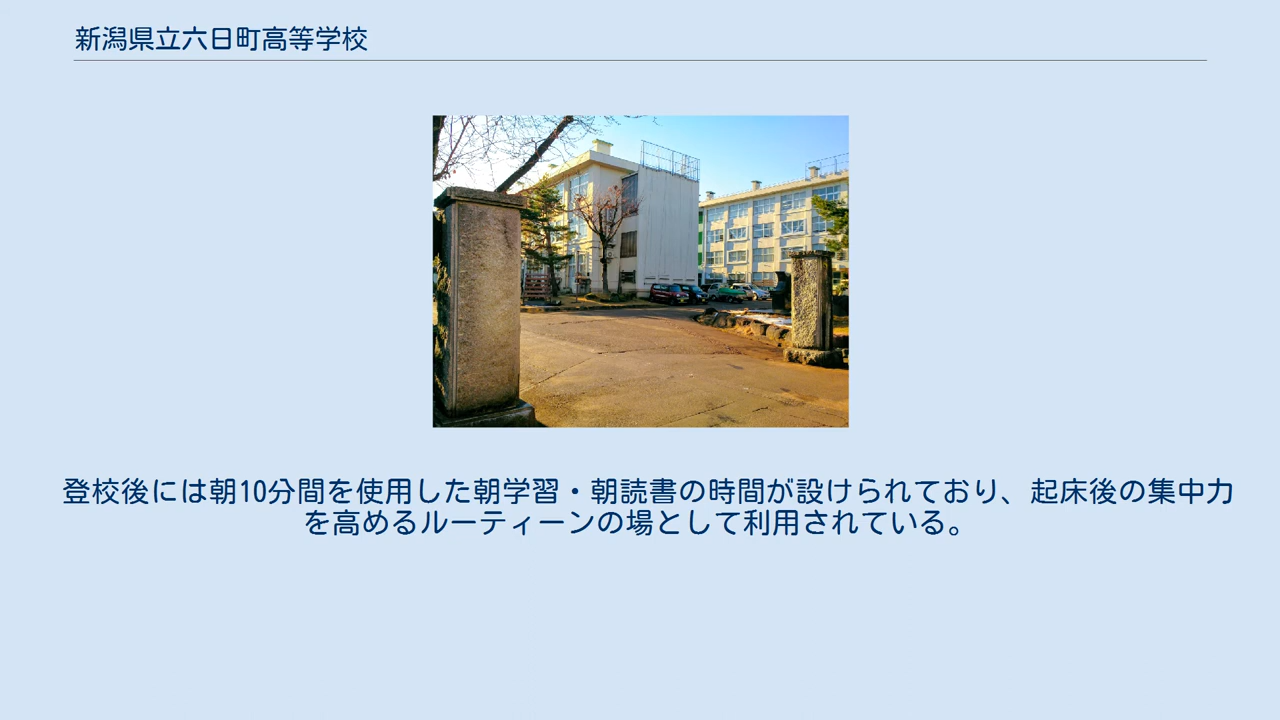 新潟県立六日町高等学校
登校後には朝10分間を使用した朝学習・朝読書の時間が設けられており、起床後の集中力
を高めるルーティーンの場として利用されている。